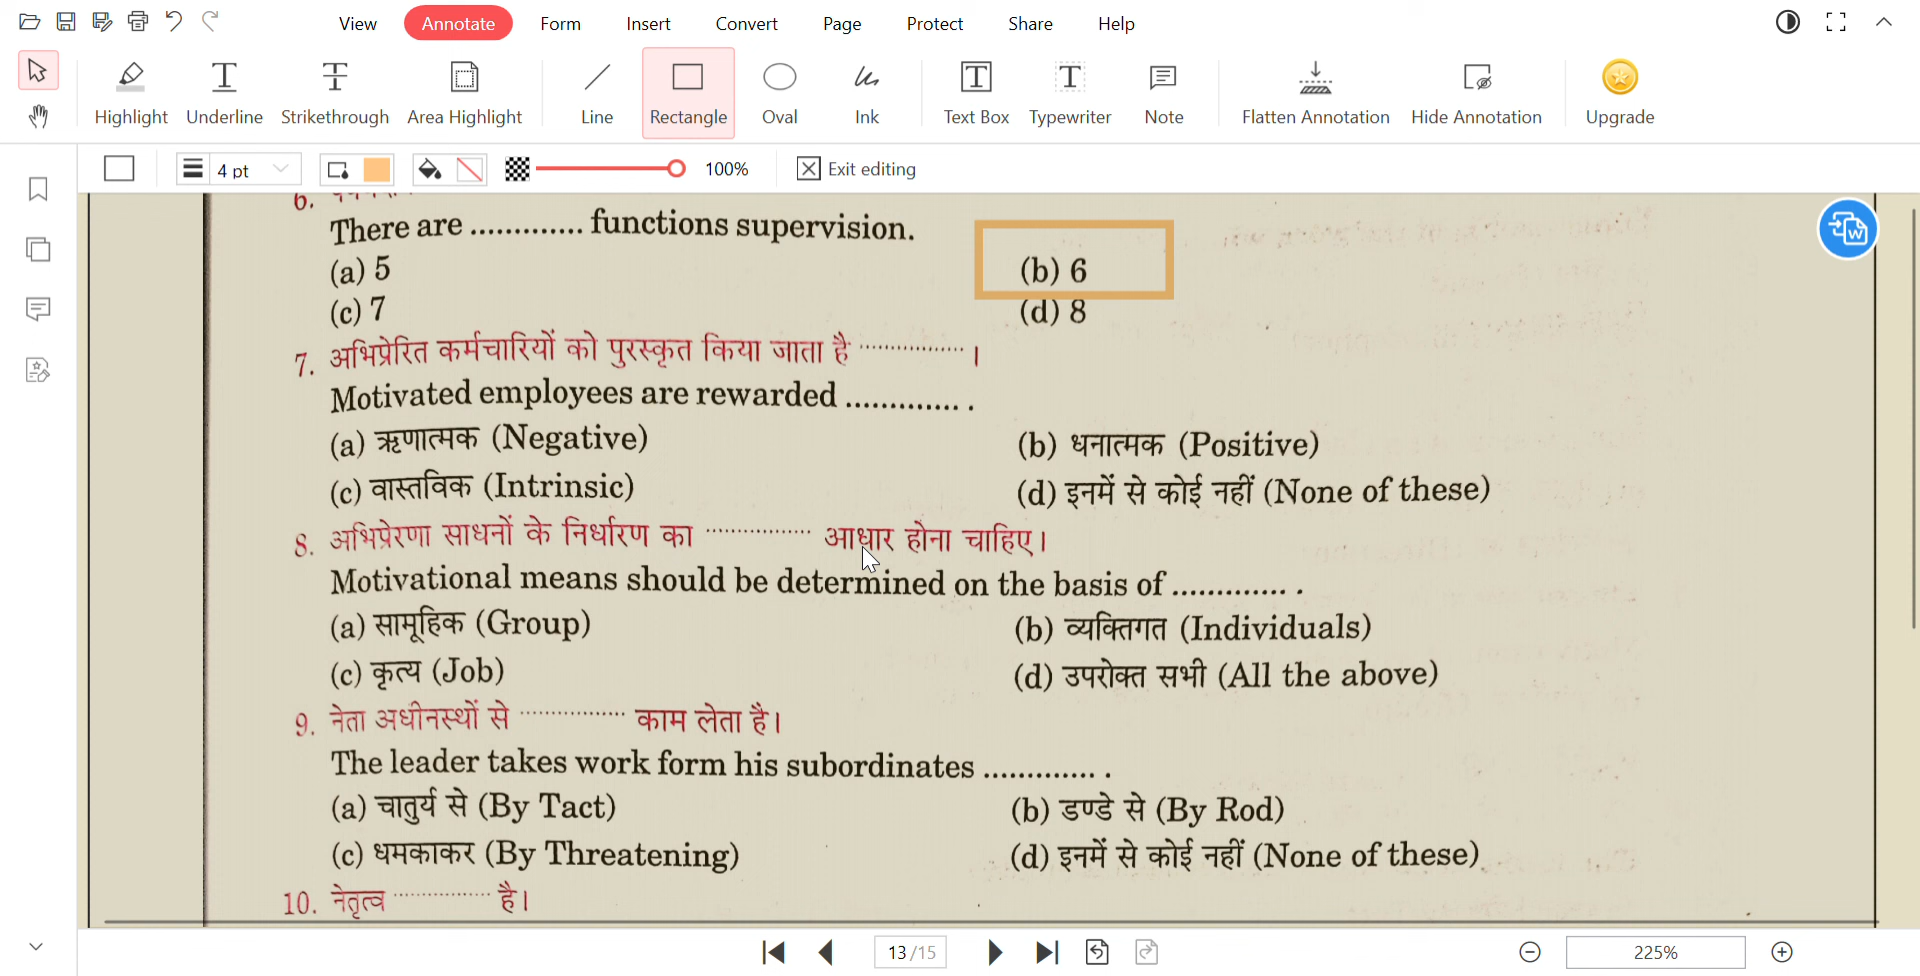 View Annotate Form Insert Convert Page Protect Share Help
Highlight Underline Strikethrough Area Highlight Line Rectangle Oval Ink Text Box Typewriter Note Flatten Annotation Hide Annotation Upgrade
4 pt 100% Exit editing
6.
There are ............. functions supervision.
(a) 5 (b) 6
(c) 7 (d) 8
7. अभिप्रेरित कर्मचारियों को पुरस्कृत किया जाता है ................ ।
Motivated employees are rewarded ............. .
(a) ऋणात्मक (Negative) (b) धनात्मक (Positive)
(c) वास्तविक (Intrinsic) (d) इनमें से कोई नहीं (None of these)
8. अभिप्रेरणा साधनों के निर्धारण का ................ आधार होना चाहिए।
Motivational means should be determined on the basis of ............. .
(a) सामूहिक (Group) (b) व्यक्तिगत (Individuals)
(c) कृत्य (Job) (d) उपरोक्त सभी (All the above)
9. नेता अधीनस्थों से ................ काम लेता है।
The leader takes work form his subordinates ............. .
(a) चातुर्य से (By Tact) (b) डण्डे से (By Rod)
(c) धमकाकर (By Threatening) (d) इनमें से कोई नहीं (None of these)
10. नेतृत्व ............... है।
13 /15 225%